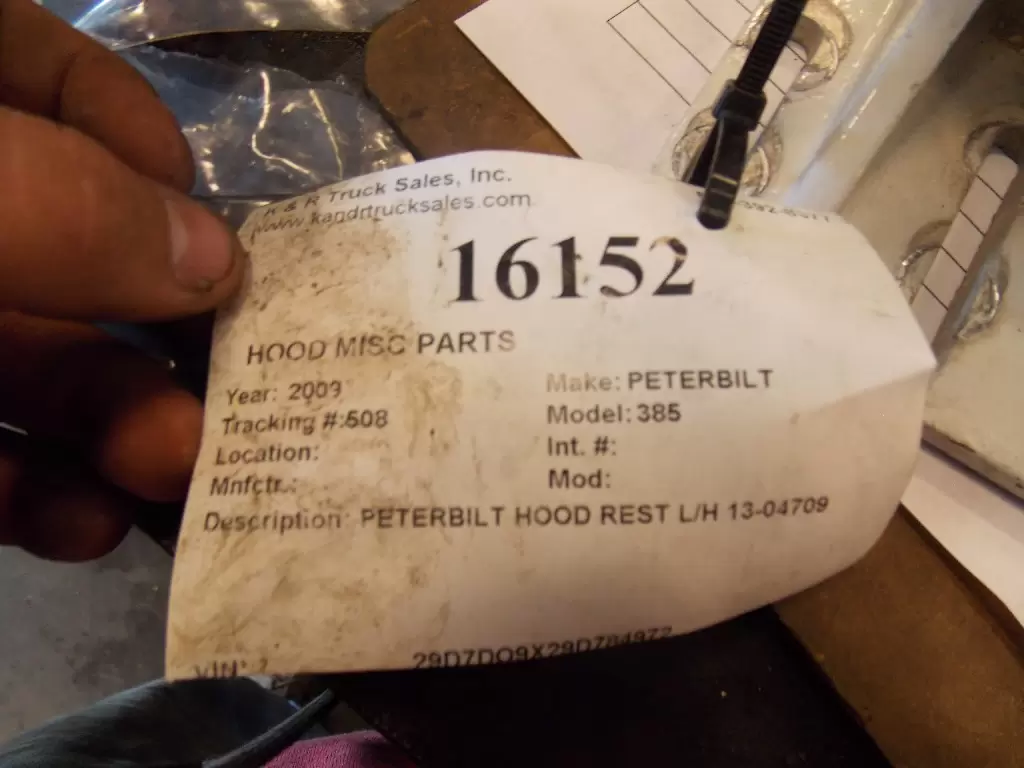 K & R Truck Sales, Inc.
www.kandrtrucksales.com
16152
HOOD MISC PARTS
Year: 2009 Make: PETERBILT
Tracking #:508 Model: 385
Location: Int. #:
Mnfctr.: Mod:
Description: PETERBILT HOOD REST L/H 13-04709
VIN: